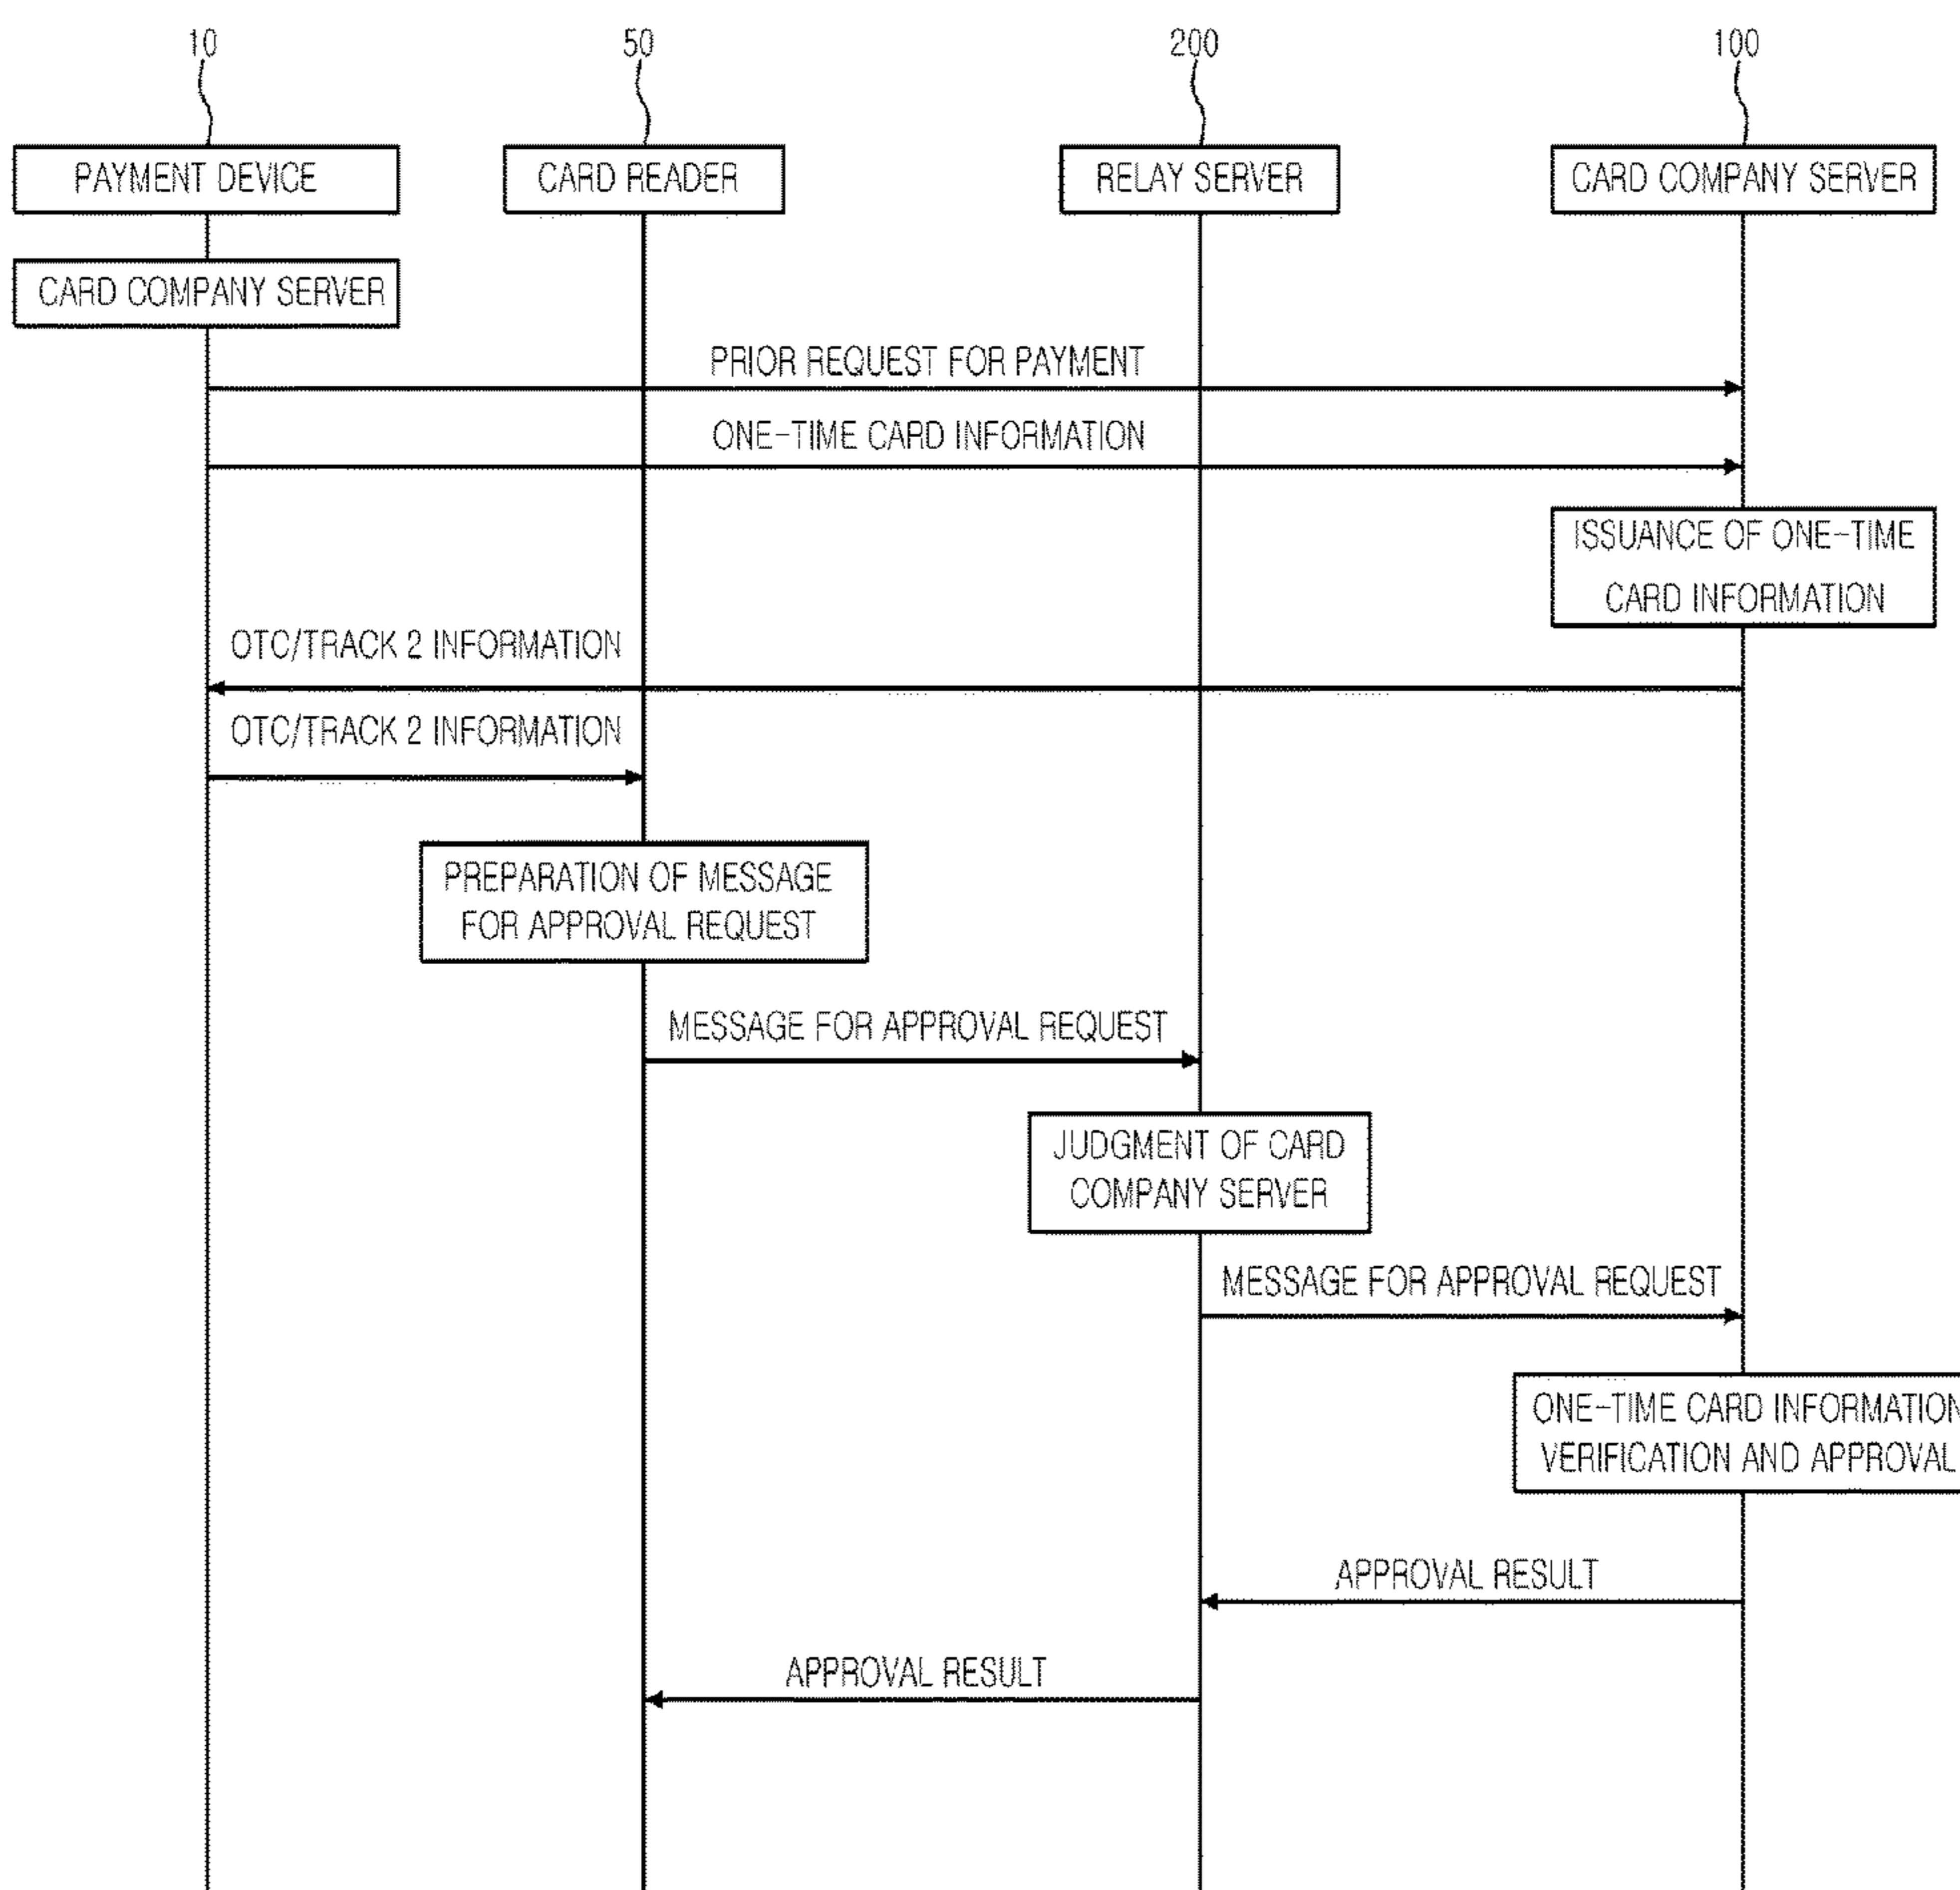 10
50
200
100
PAYMENT DEVICE
CARD READER
RELAY SERVER
CARD COMPANY SERVER
CARD COMPANY SERVER
PRIOR REQUEST FOR PAYMENT
ONE-TIME CARD INFORMATION
ISSUANCE OF ONE-TIME
CARD INFORMATION
OTC/TRACK 2 INFORMATION
OTC/TRACK 2 INFORMATION
PREPARATION OF MESSAGE
FOR APPROVAL REQUEST
MESSAGE FOR APPROVAL REQUEST
JUDGMENT OF CARD
COMPANY SERVER
MESSAGE FOR APPROVAL REQUEST
ONE-TIME CARD INFORMATION
VERIFICATION AND APPROVAL
APPROVAL RESULT
APPROVAL RESULT